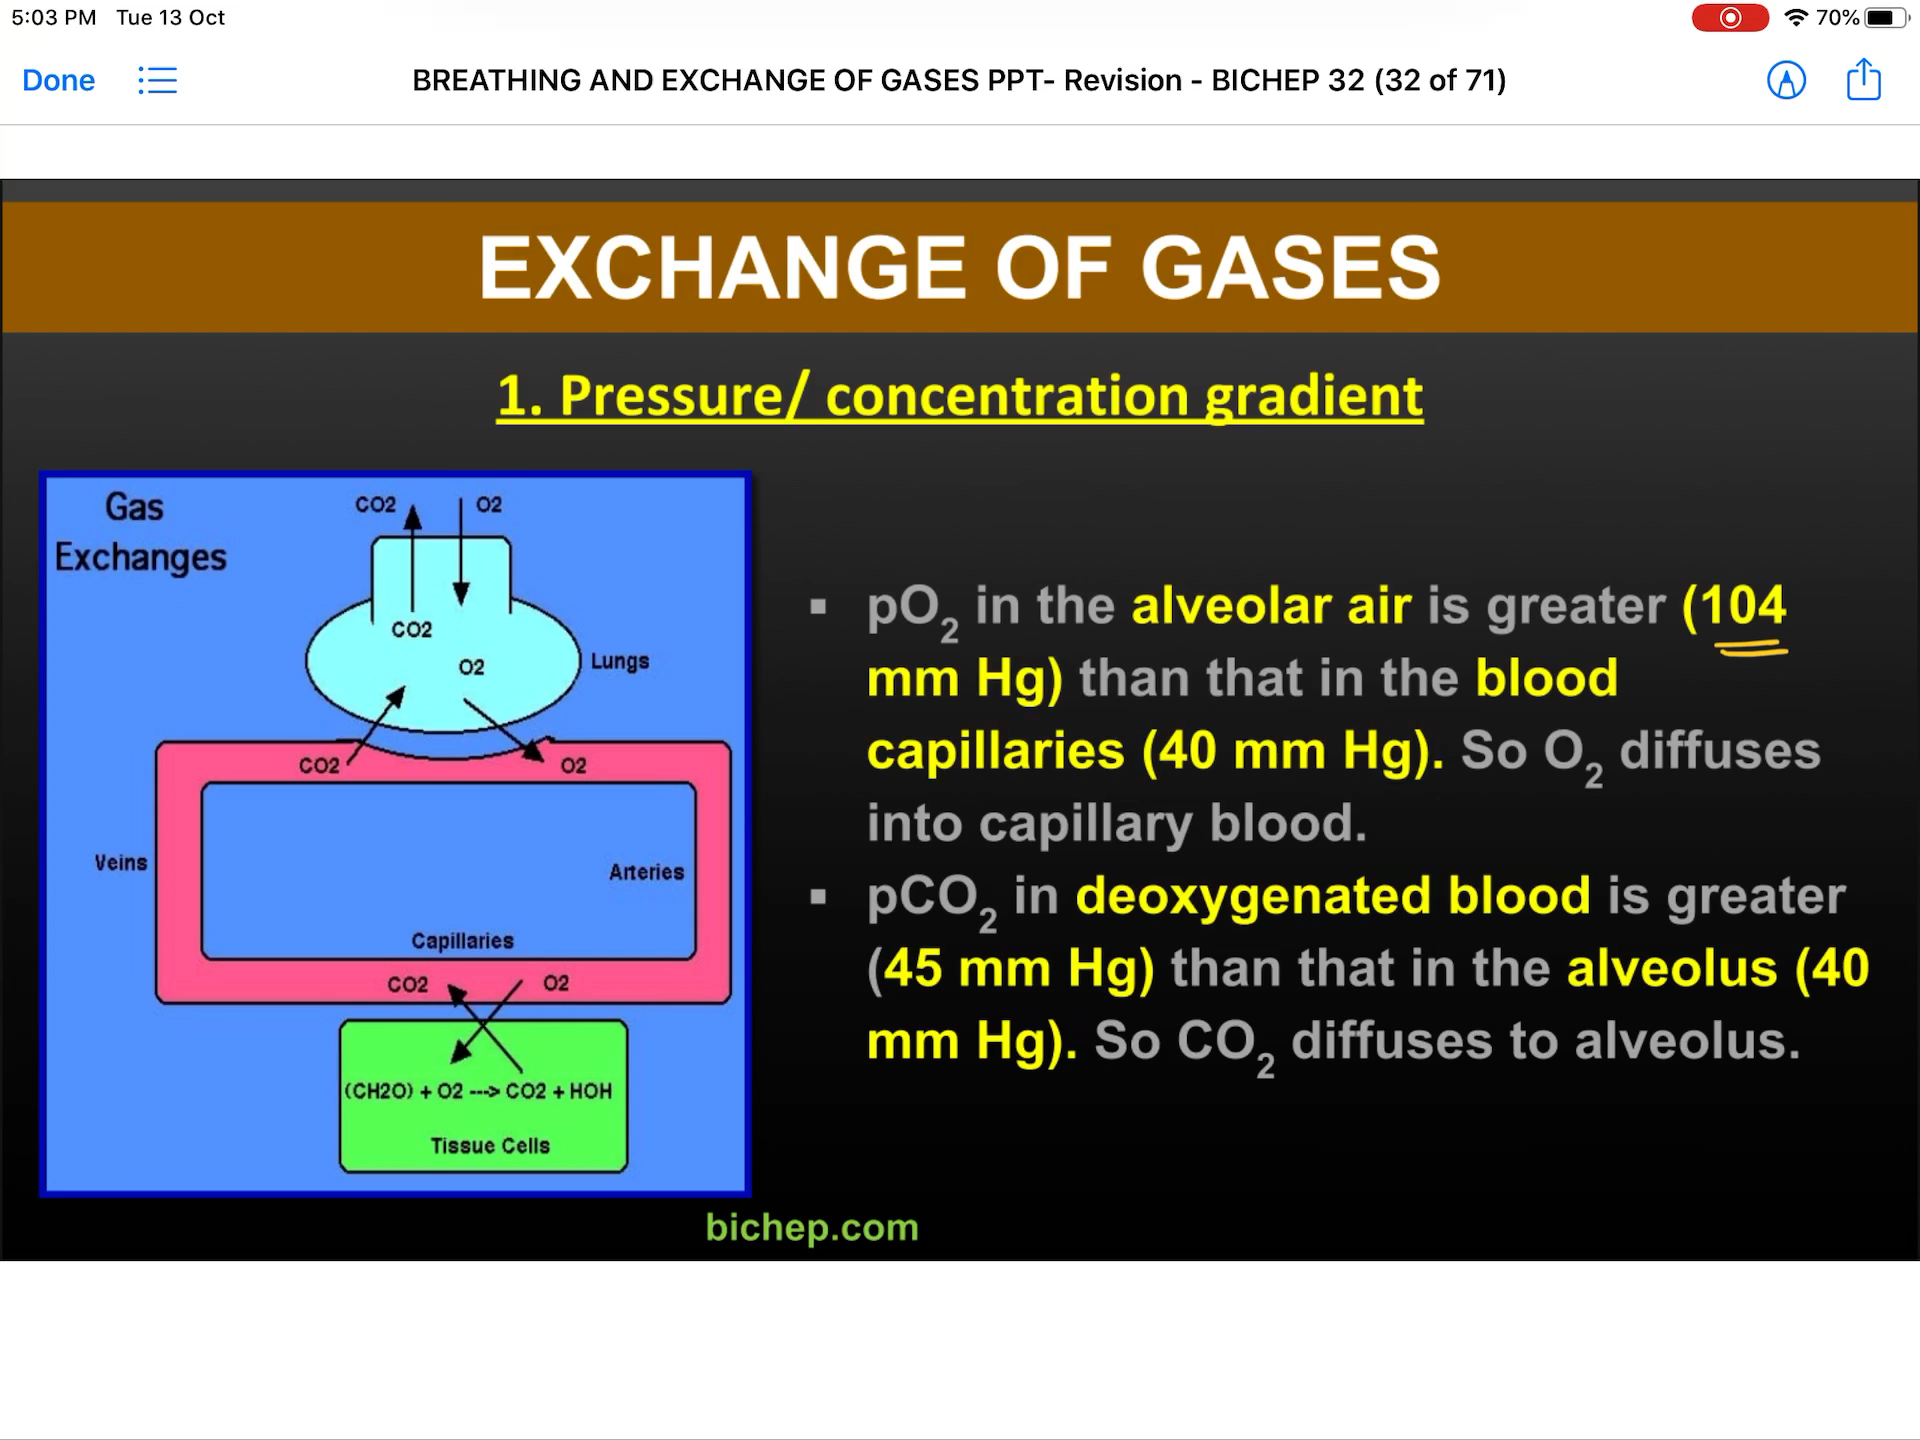 5:03 PM Tue 13 Oct
70%
Done
BREATHING AND EXCHANGE OF GASES PPT- Revision - BICHEP 32 (32 of 71)
EXCHANGE OF GASES
1. Pressure/ concentration gradient
Gas
Exchanges
CO2 O2
CO2
O2
Lungs
CO2 O2
Veins
Arteries
Capillaries
CO2 O2
(CH2O) + O2 ---> CO2 + HOH
Tissue Cells
▪ pO₂ in the alveolar air is greater (104
mm Hg) than that in the blood
capillaries (40 mm Hg). So O₂ diffuses
into capillary blood.
▪ pCO₂ in deoxygenated blood is greater
(45 mm Hg) than that in the alveolus (40
mm Hg). So CO₂ diffuses to alveolus.
bichep.com